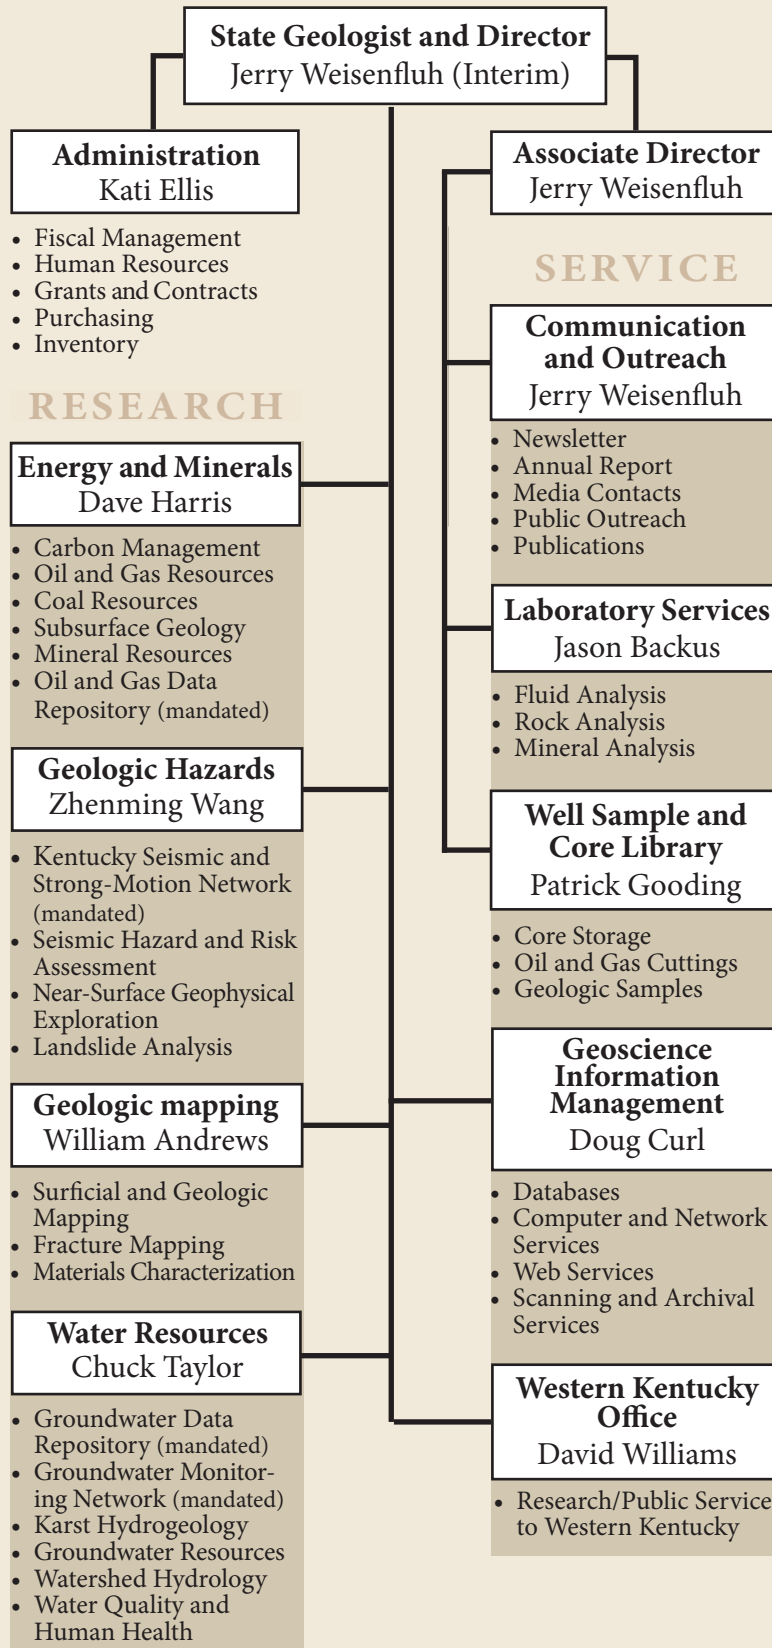 State Geologist and Director
Jerry Weisenfluh (Interim)
Administration
Kati Ellis
• Fiscal Management
• Human Resources
• Grants and Contracts
• Purchasing
• Inventory
RESEARCH
Energy and Minerals
Dave Harris
• Carbon Management
• Oil and Gas Resources
• Coal Resources
• Subsurface Geology
• Mineral Resources
• Oil and Gas Data
Repository (mandated)
Geologic Hazards
Zhenming Wang
• Kentucky Seismic and
Strong-Motion Network
(mandated)
• Seismic Hazard and Risk
Assessment
• Near-Surface Geophysical
Exploration
• Landslide Analysis
Geologic mapping
William Andrews
• Surficial and Geologic
Mapping
• Fracture Mapping
• Materials Characterization
Water Resources
Chuck Taylor
• Groundwater Data
Repository (mandated)
• Groundwater Monitor-
ing Network (mandated)
• Karst Hydrogeology
• Groundwater Resources
• Watershed Hydrology
• Water Quality and
Human Health
Associate Director
Jerry Weisenfluh
SERVICE
Communication
and Outreach
Jerry Weisenfluh
• Newsletter
• Annual Report
• Media Contacts
• Public Outreach
• Publications
Laboratory Services
Jason Backus
• Fluid Analysis
• Rock Analysis
• Mineral Analysis
Well Sample and
Core Library
Patrick Gooding
• Core Storage
• Oil and Gas Cuttings
• Geologic Samples
Geoscience
Information
Management
Doug Curl
• Databases
• Computer and Network
Services
• Web Services
• Scanning and Archival
Services
Western Kentucky
Office
David Williams
• Research/Public Service
to Western Kentucky